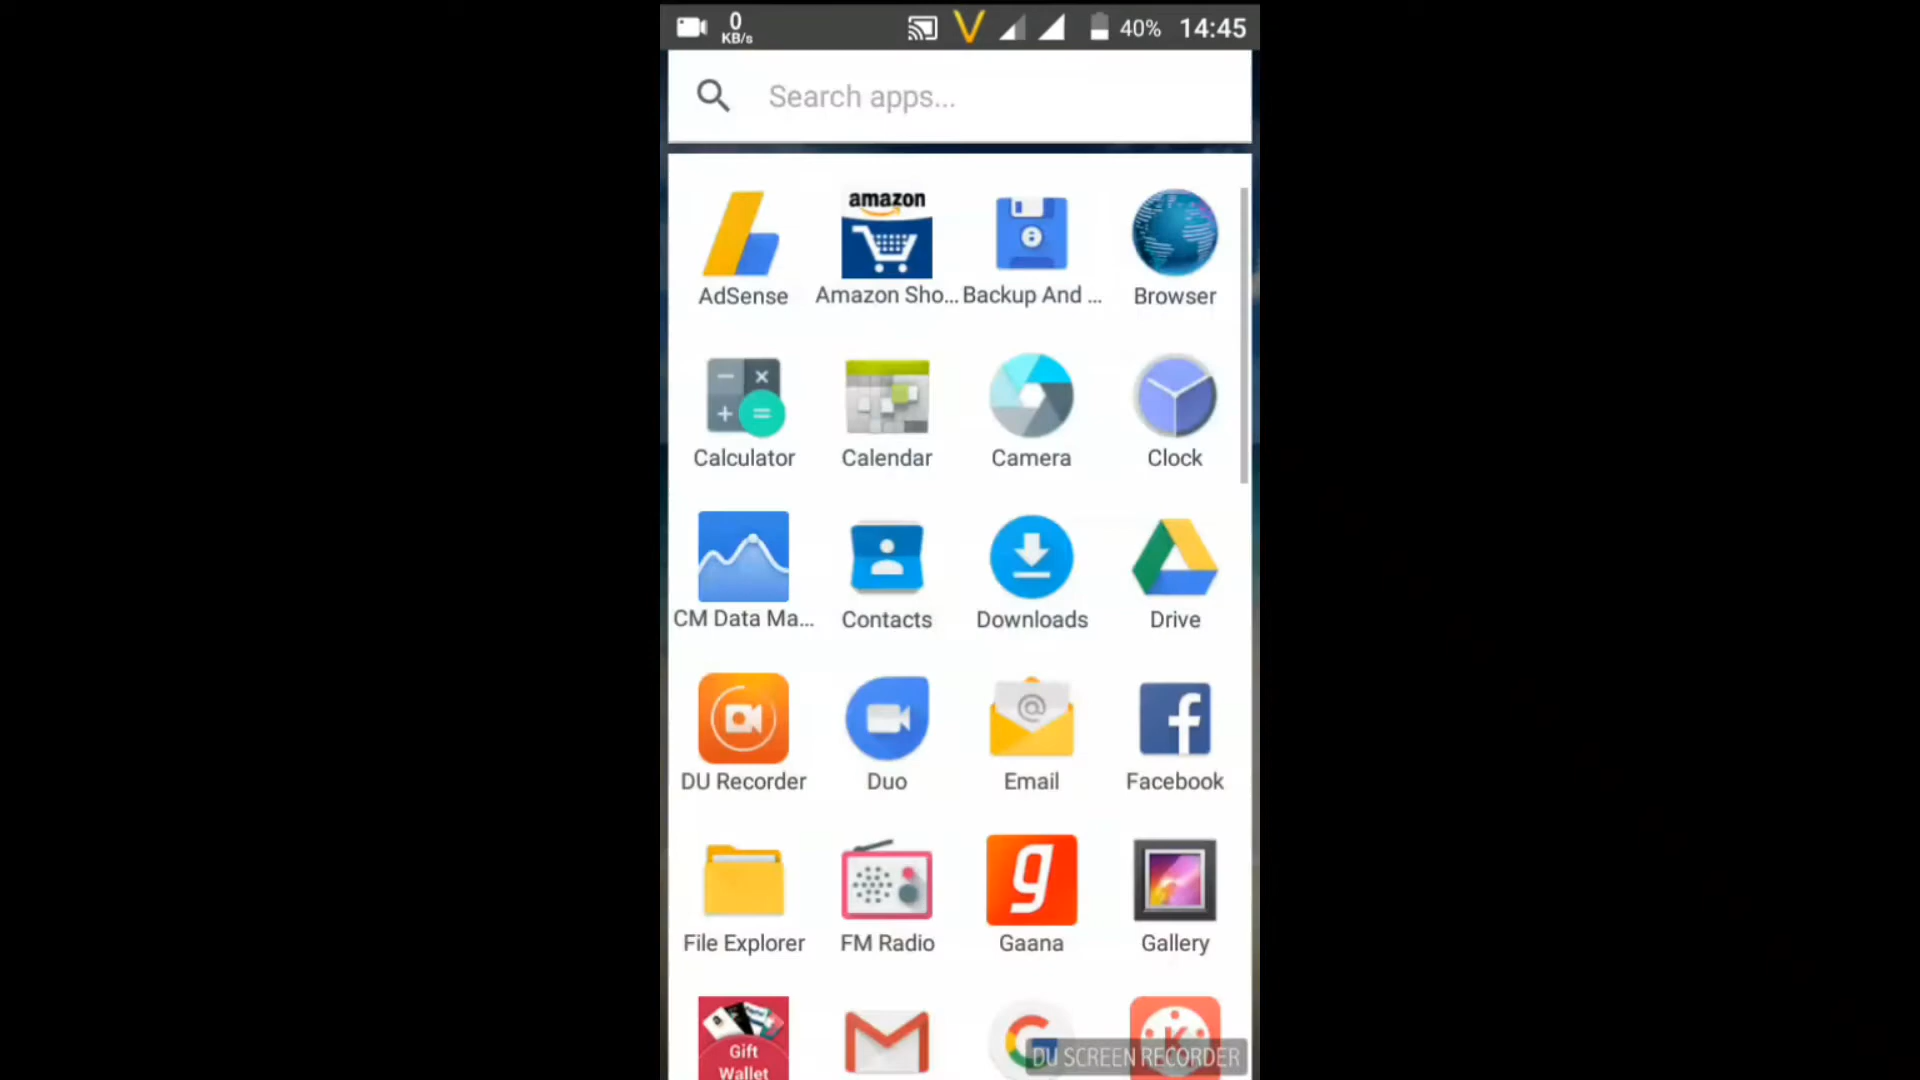 0
KB/s
40%
14:45
Search apps...
amazon
AdSense
Amazon Sho...
Backup And ...
Browser
Calculator
Calendar
Camera
Clock
CM Data Ma...
Contacts
Downloads
Drive
DU Recorder
Duo
Email
Facebook
File Explorer
FM Radio
Gaana
Gallery
Gift
Wallet
DU SCREEN RECORDER